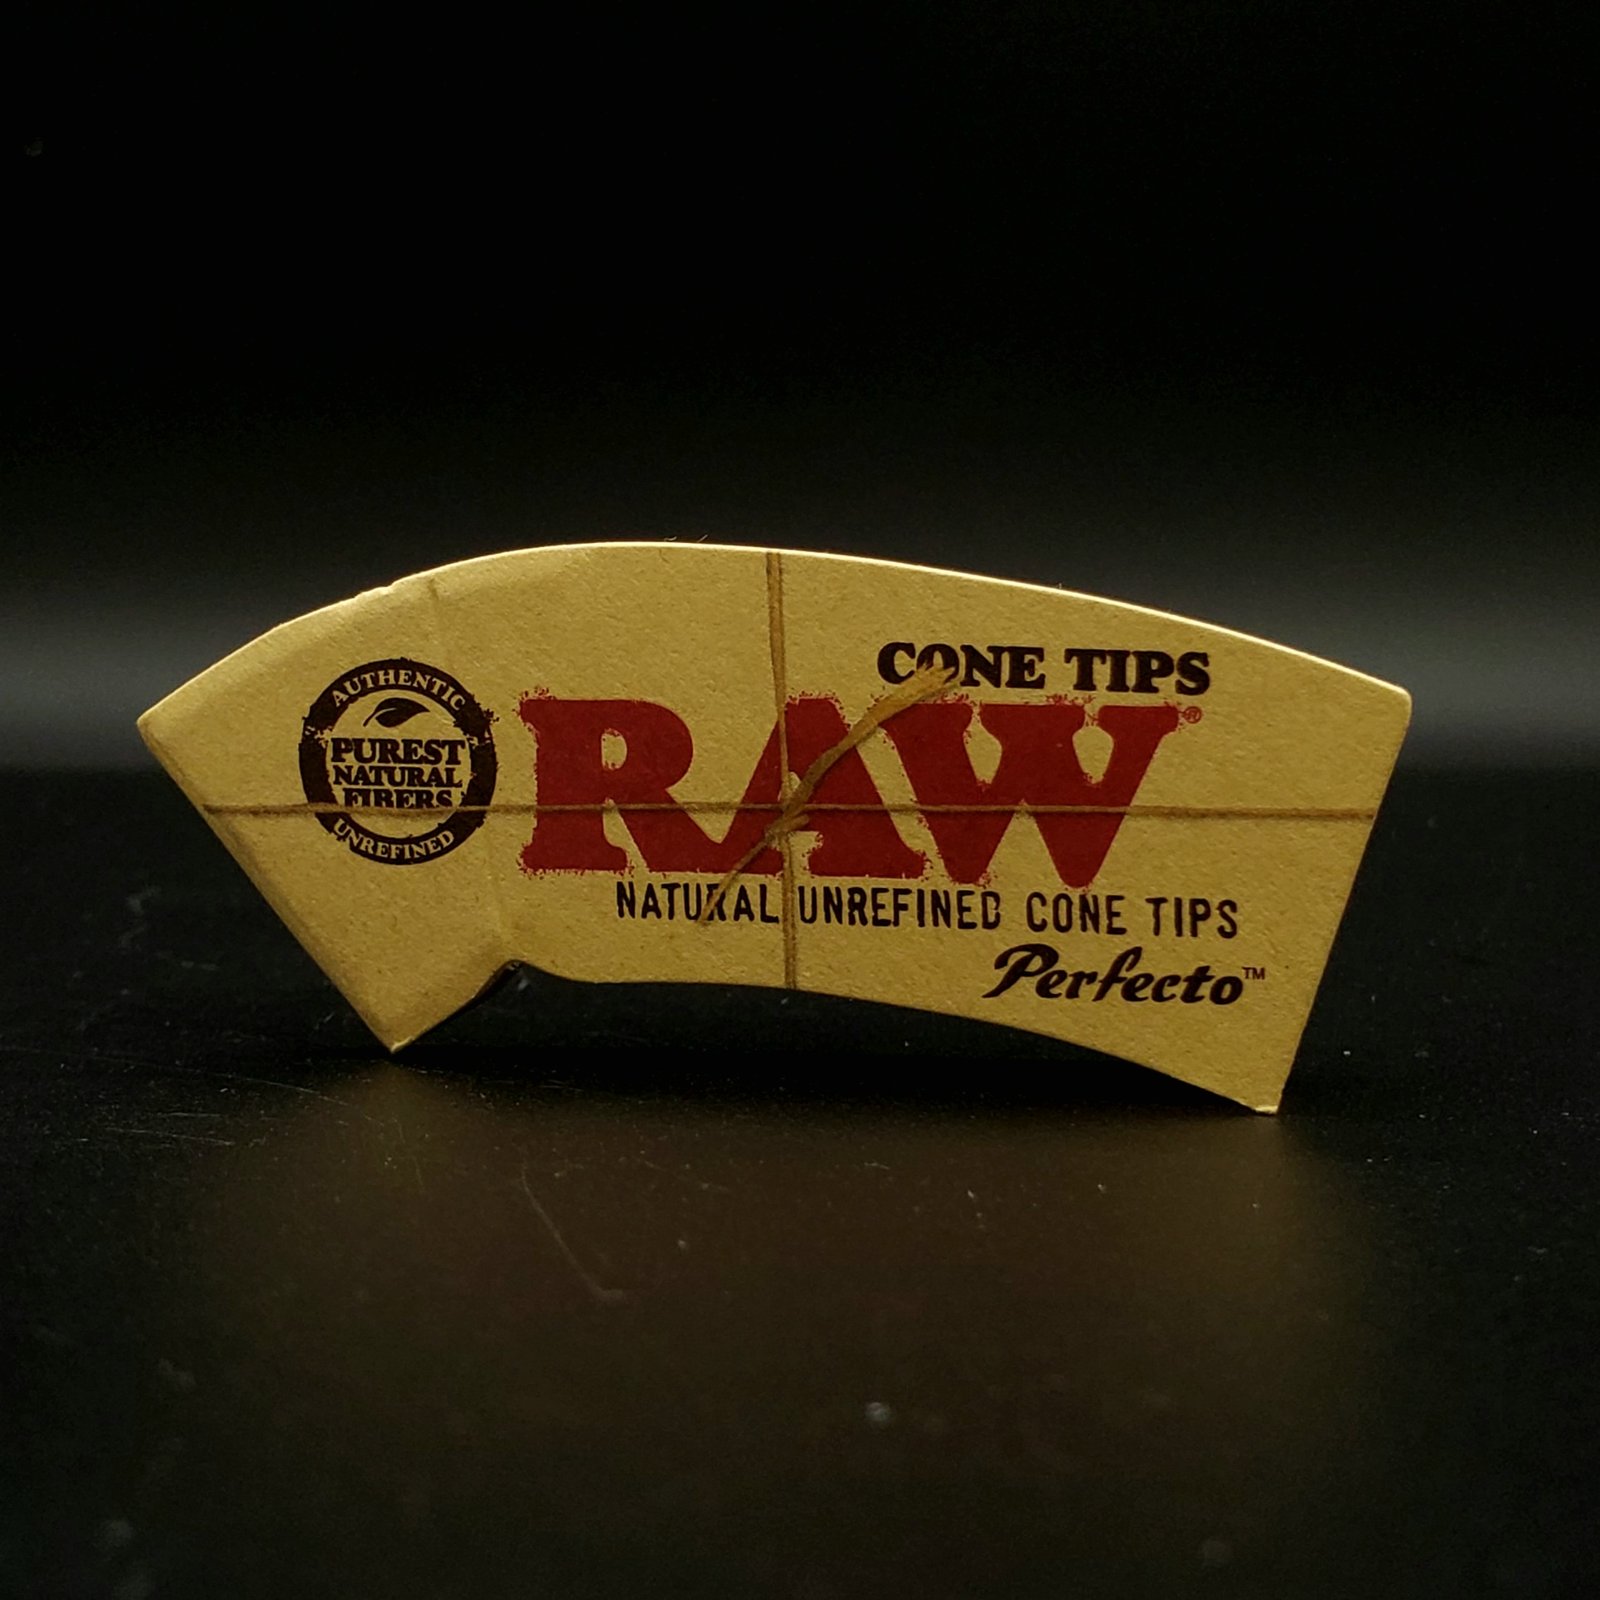 CONE TIPS
RAW®
NATURAL UNREFINED CONE TIPS
Perfecto™
AUTHENTIC
PUREST
NATURAL
FIBERS
UNREFINED